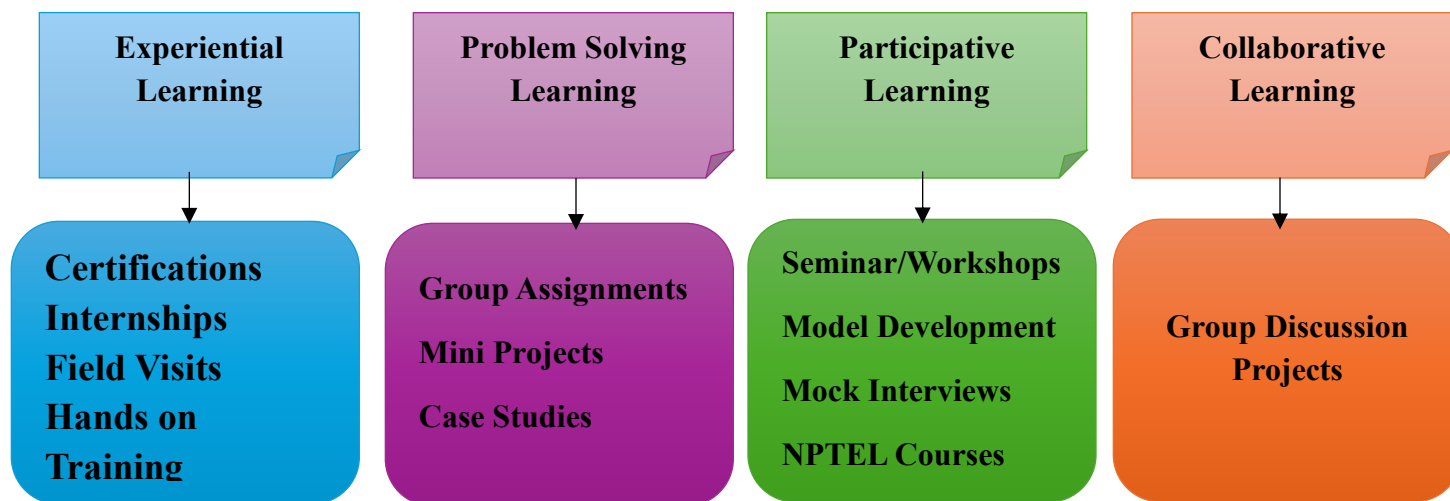 Experiential
Learning
Problem Solving
Learning
Participative
Learning
Collaborative
Learning
Certifications
Internships
Field Visits
Hands on
Training
Group Assignments
Mini Projects
Case Studies
Seminar/Workshops
Model Development
Mock Interviews
NPTEL Courses
Group Discussion
Projects